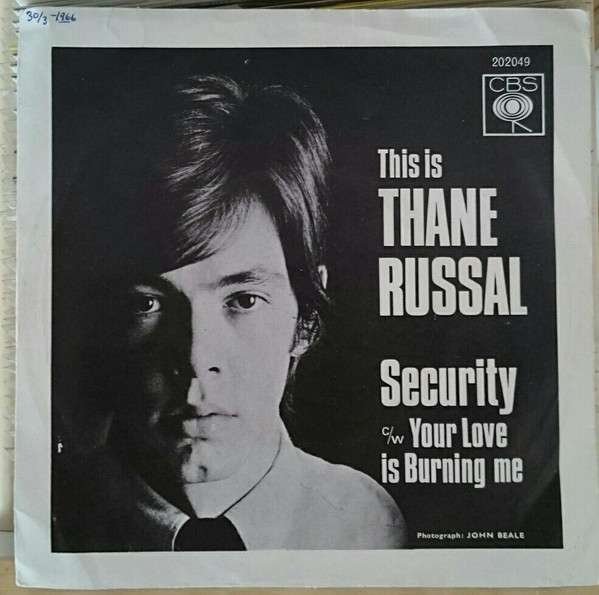 30/3-1966
202049
CBS
This is
THANE
RUSSAL
Security
c/w Your Love
is Burning me
Photograph: JOHN BEALE